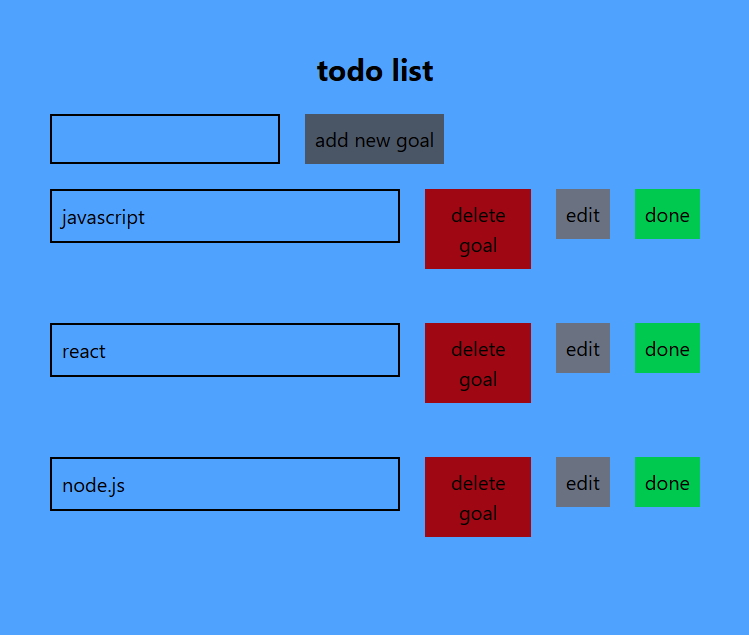 todo list
add new goal
javascript
delete
goal
edit
done
react
delete
goal
edit
done
node.js
delete
goal
edit
done